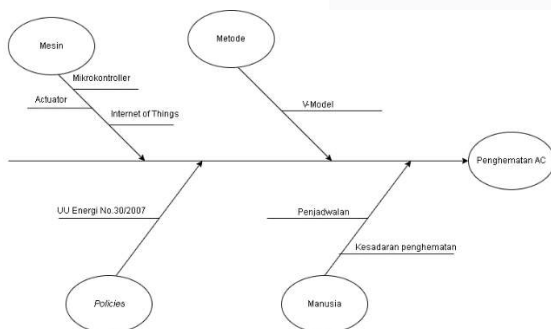 Mesin
Metode
Mikrokontroller
Actuator
Internet of Things
V-Model
Penghematan AC
UU Energi No.30/2007
Penjadwalan
Kesadaran penghematan
Policies
Manusia